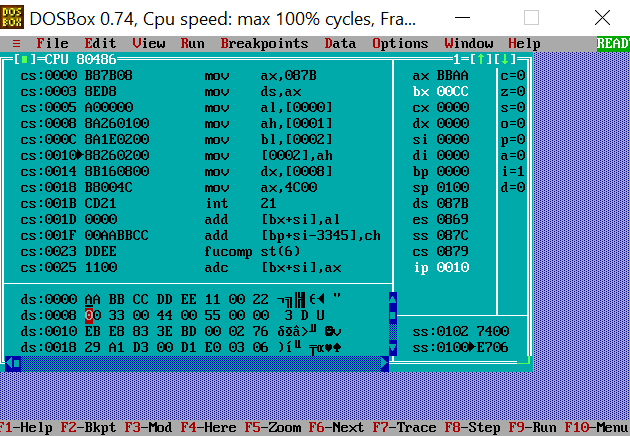 DOSBox 0.74, Cpu speed: max 100% cycles, Fra...
≡ File Edit View Run Breakpoints Data Options Window Help READ
[■]=CPU 80486 1=[↑][↓]
cs:0000 B87B08 mov ax,087B ax BBAA c=0
cs:0003 8ED8 mov ds,ax bx 00CC z=0
cs:0005 A00000 mov al,[0000] cx 0000 s=0
cs:0008 8A260100 mov ah,[0001] dx 0000 o=0
cs:000C 8A1E0200 mov bl,[0002] si 0000 p=0
cs:0010►88260200 mov [0002],ah di 0000 a=0
cs:0014 8B160800 mov dx,[0008] bp 0000 i=1
cs:0018 B8004C mov ax,4C00 sp 0100 d=0
cs:001B CD21 int 21 ds 087B
cs:001D 0000 add [bx+si],al es 0869
cs:001F 00AABBCC add [bp+si-3345],ch ss 087C
cs:0023 DDEE fucomp st(6) cs 0879
cs:0025 1100 adc [bx+si],ax ip 0010
ds:0000 AA BB CC DD EE 11 00 22 ¬╗╠▌ε◄ "
ds:0008 00 33 00 44 00 55 00 00 3 D U
ds:0010 EB E8 83 3E BD 00 02 76 δΦâ>╜ ☻v ss:0102 7400
ds:0018 29 A1 D3 00 D1 E0 03 06 )í╙ ╤α♥♠ ss:0100►E706
F1-Help F2-Bkpt F3-Mod F4-Here F5-Zoom F6-Next F7-Trace F8-Step F9-Run F10-Menu